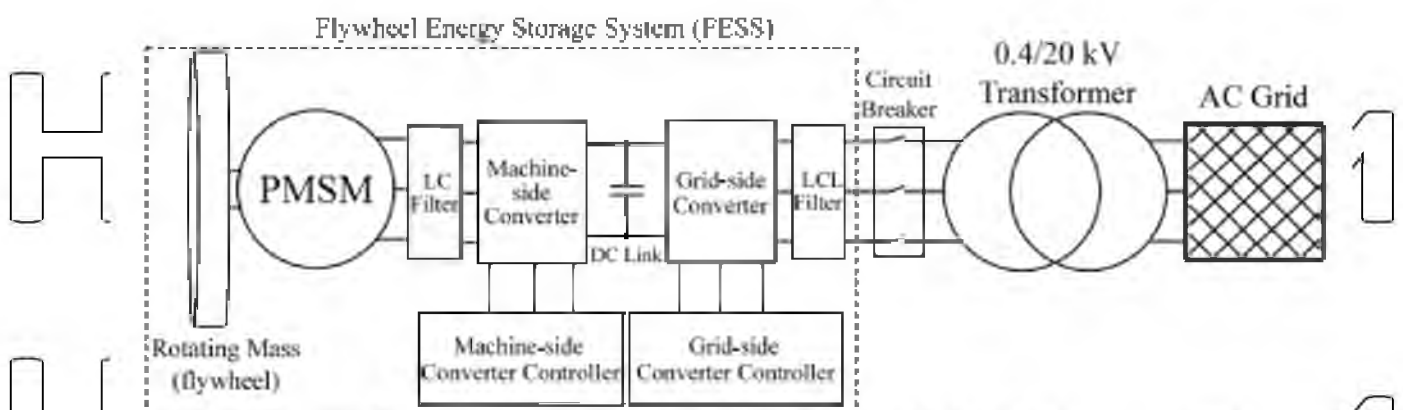 Flywheel Energy Storage System (FESS)
0.4/20 kV
Transformer
Circuit
Breaker
AC Grid
PMSM
LC
Filter
Machine-
side
Converter
DC Link
Grid-side
Converter
LCL
Filter
Rotating Mass
(flywheel)
Machine-side
Converter Controller
Grid-side
Converter Controller